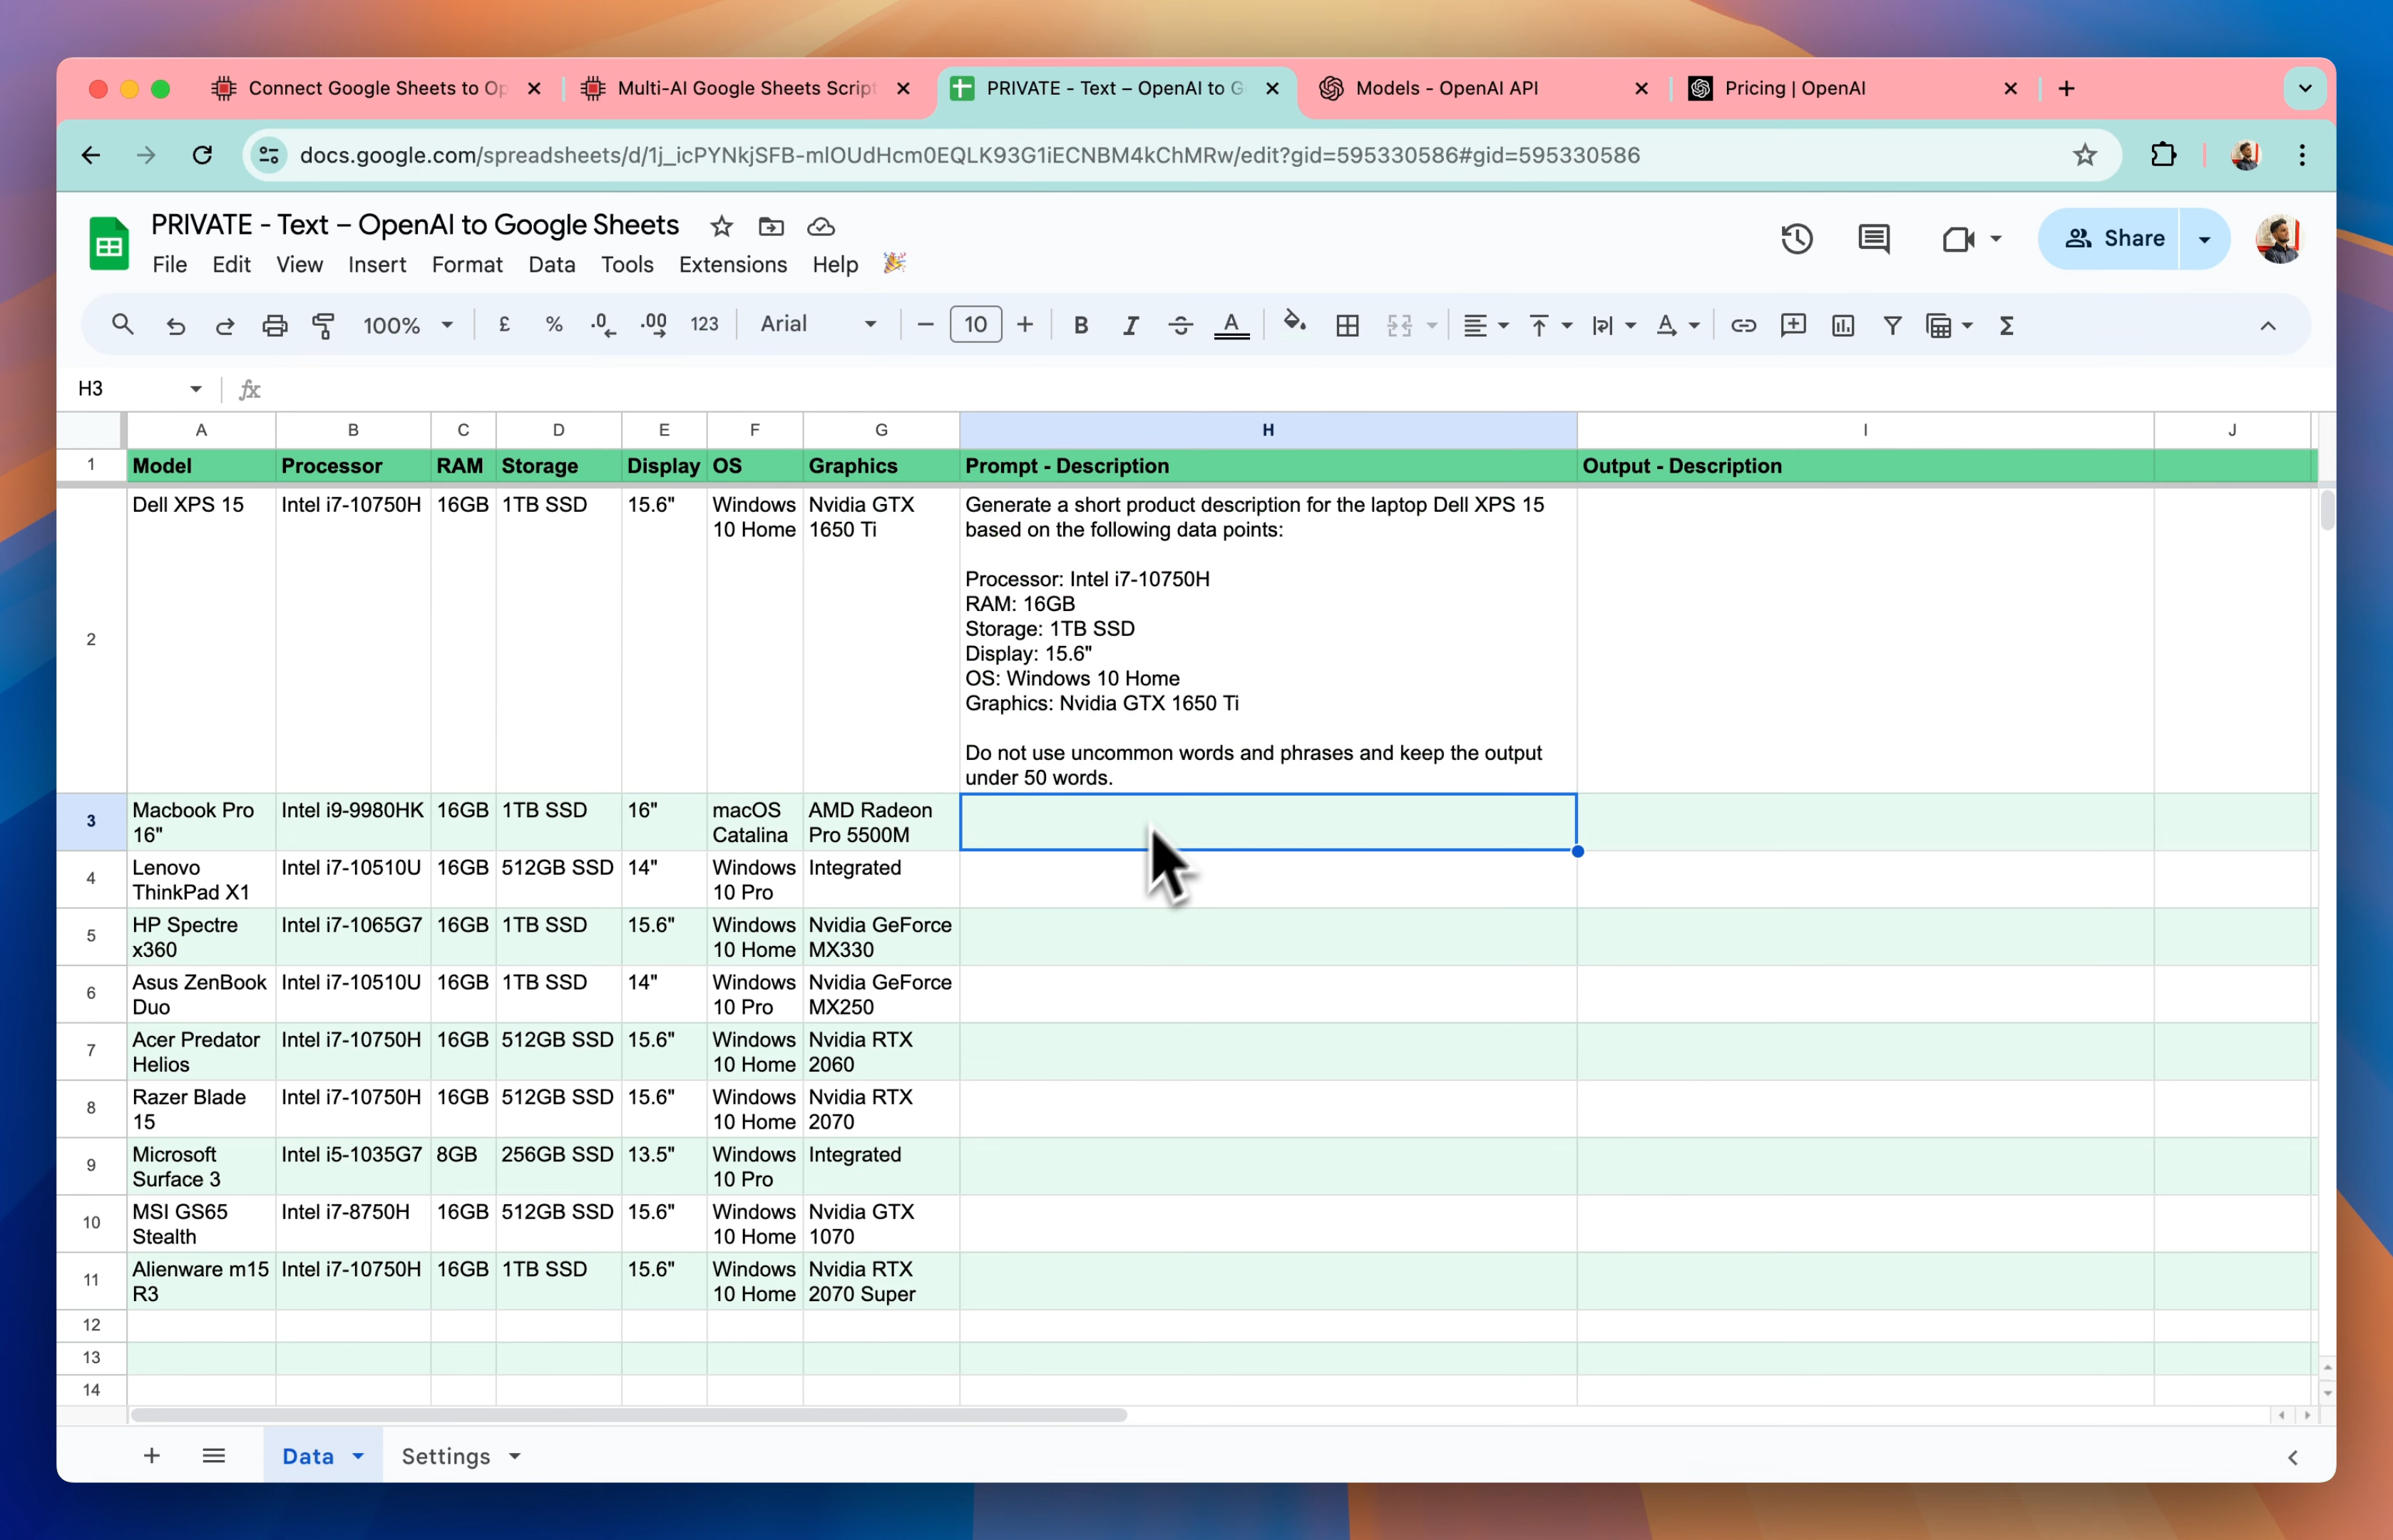 Connect Google Sheets to Op
Multi-AI Google Sheets Script
PRIVATE - Text – OpenAI to G
Models - OpenAI API
Pricing | OpenAI
docs.google.com/spreadsheets/d/1j_icPYNkjSFB-mlOUdHcm0EQLK93G1iECNBM4kChMRw/edit?gid=595330586#gid=595330586
PRIVATE - Text – OpenAI to Google Sheets
File Edit View Insert Format Data Tools Extensions Help
Share
100% £ % .0 .00 123 Arial 10 B I A
H3 fx
A B C D E F G H I J
1 Model Processor RAM Storage Display OS Graphics Prompt - Description Output - Description
2 Dell XPS 15 Intel i7-10750H 16GB 1TB SSD 15.6" Windows Nvidia GTX
10 Home 1650 Ti
Generate a short product description for the laptop Dell XPS 15
based on the following data points:
Processor: Intel i7-10750H
RAM: 16GB
Storage: 1TB SSD
Display: 15.6"
OS: Windows 10 Home
Graphics: Nvidia GTX 1650 Ti
Do not use uncommon words and phrases and keep the output
under 50 words.
3 Macbook Pro Intel i9-9980HK 16GB 1TB SSD 16" macOS AMD Radeon
16" Catalina Pro 5500M
4 Lenovo Intel i7-10510U 16GB 512GB SSD 14" Windows Integrated
ThinkPad X1 10 Pro
5 HP Spectre Intel i7-1065G7 16GB 1TB SSD 15.6" Windows Nvidia GeForce
x360 10 Home MX330
6 Asus ZenBook Intel i7-10510U 16GB 1TB SSD 14" Windows Nvidia GeForce
Duo 10 Pro MX250
7 Acer Predator Intel i7-10750H 16GB 512GB SSD 15.6" Windows Nvidia RTX
Helios 10 Home 2060
8 Razer Blade Intel i7-10750H 16GB 512GB SSD 15.6" Windows Nvidia RTX
15 10 Home 2070
9 Microsoft Intel i5-1035G7 8GB 256GB SSD 13.5" Windows Integrated
Surface 3 10 Pro
10 MSI GS65 Intel i7-8750H 16GB 512GB SSD 15.6" Windows Nvidia GTX
Stealth 10 Home 1070
11 Alienware m15 Intel i7-10750H 16GB 1TB SSD 15.6" Windows Nvidia RTX
R3 10 Home 2070 Super
12
13
14
Data Settings